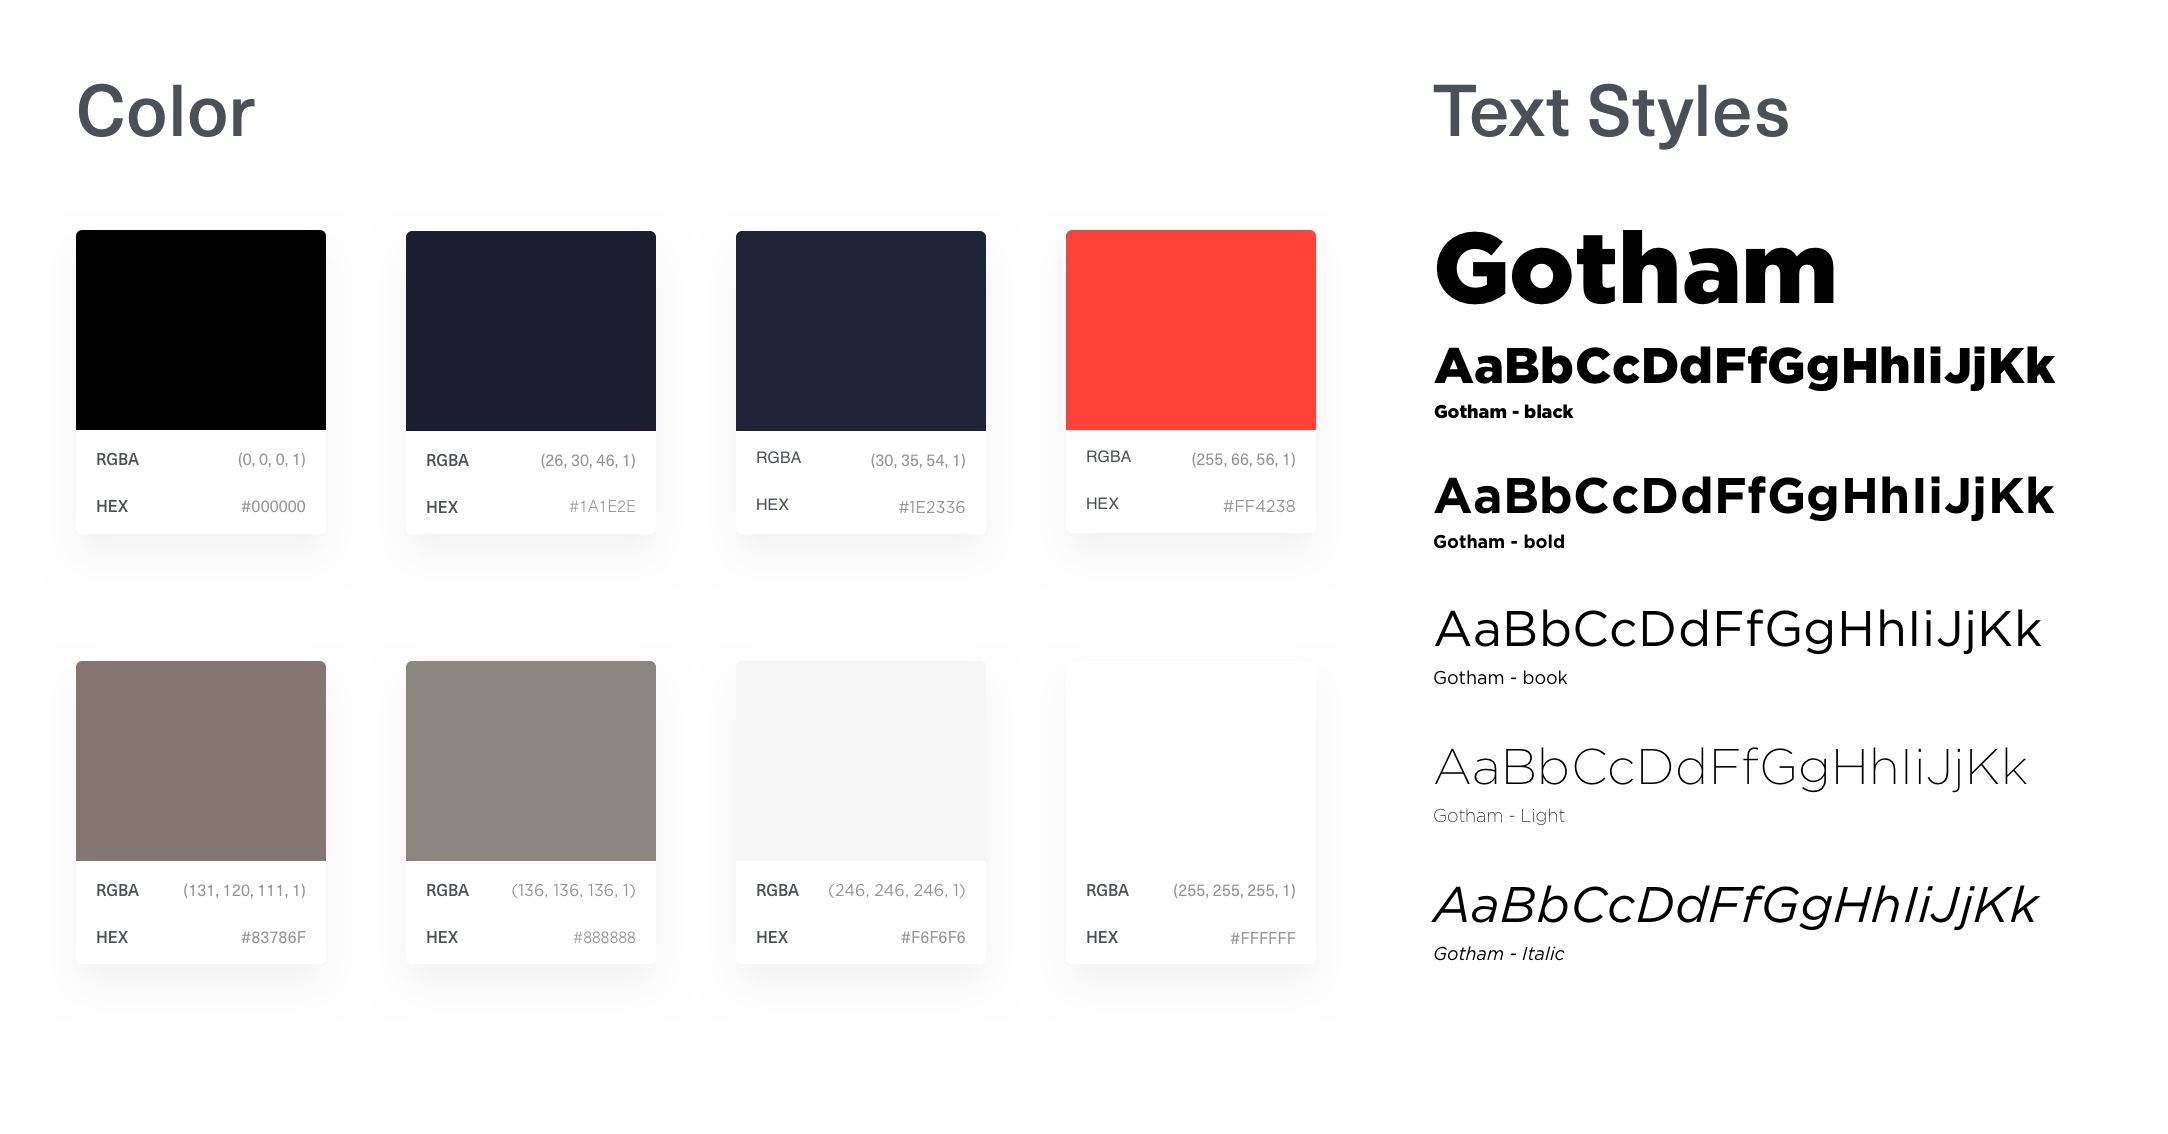 Color
RGBA (0, 0, 0, 1)
HEX #000000
RGBA (26, 30, 46, 1)
HEX #1A1E2E
RGBA (30, 35, 54, 1)
HEX #1E2336
RGBA (255, 66, 56, 1)
HEX #FF4238
RGBA (131, 120, 111, 1)
HEX #83786F
RGBA (136, 136, 136, 1)
HEX #888888
RGBA (246, 246, 246, 1)
HEX #F6F6F6
RGBA (255, 255, 255, 1)
HEX #FFFFFF
Text Styles
Gotham
AaBbCcDdFfGgHhIiJjKk
Gotham - black
AaBbCcDdFfGgHhIiJjKk
Gotham - bold
AaBbCcDdFfGgHhIiJjKk
Gotham - book
AaBbCcDdFfGgHhIiJjKk
Gotham - Light
AaBbCcDdFfGgHhIiJjKk
Gotham - Italic